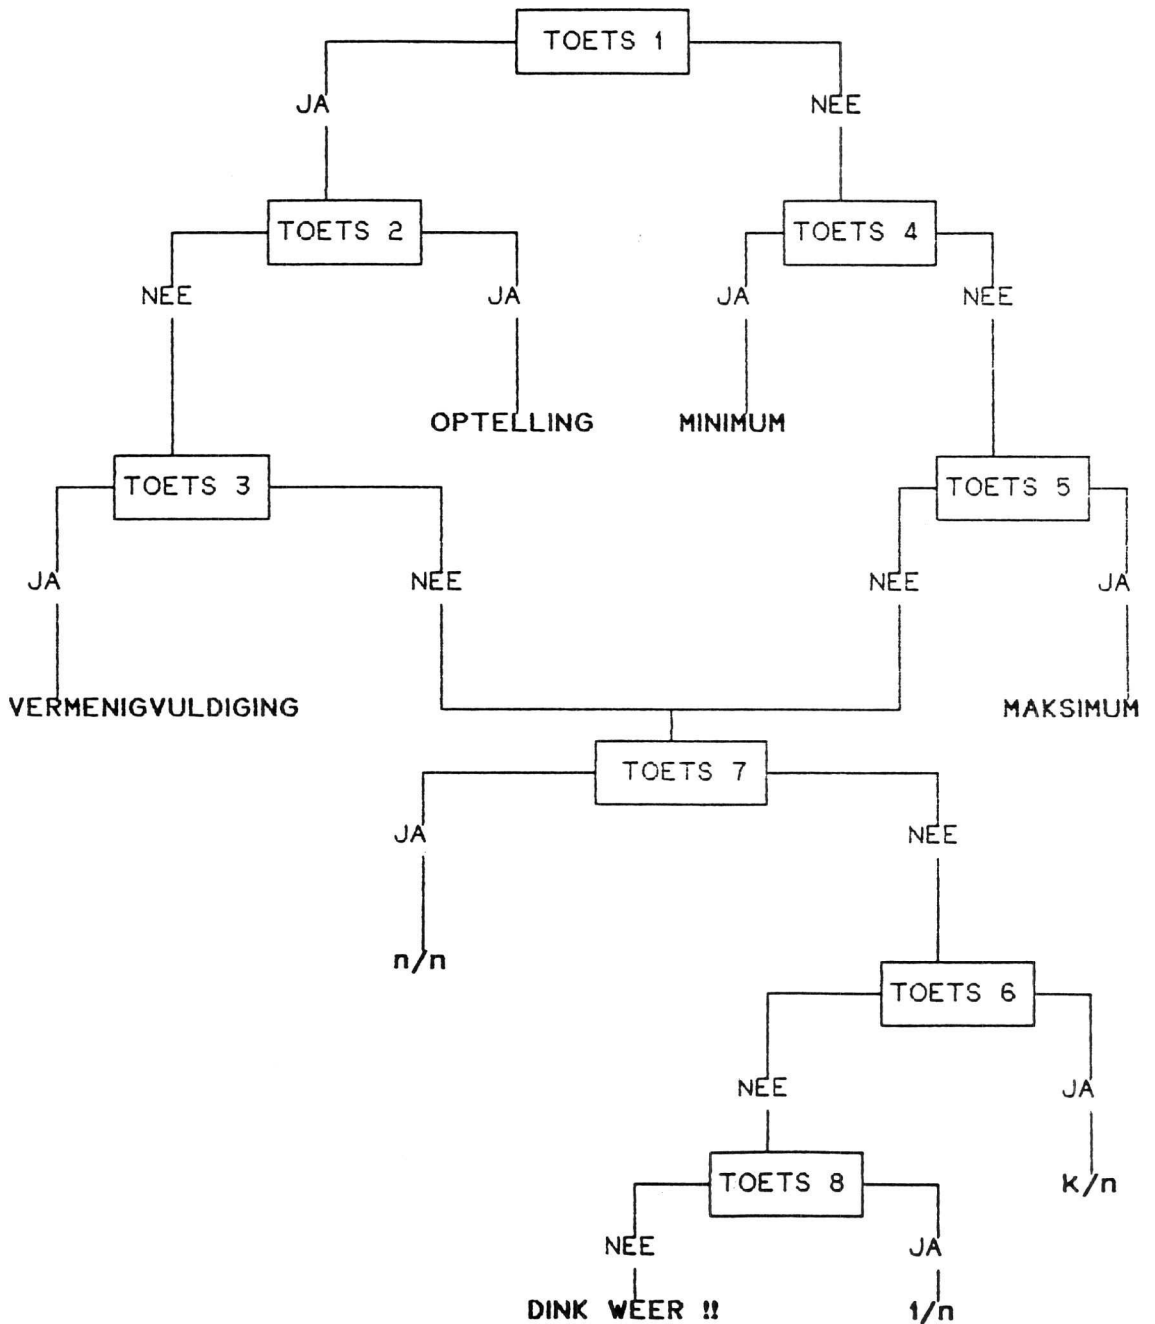 TOETS 1
JA NEE
TOETS 2 TOETS 4
NEE JA JA NEE
OPTELLING MINIMUM
TOETS 3 TOETS 5
JA NEE NEE JA
VERMENIGVULDIGING MAKSIMUM
TOETS 7
JA NEE
n/n
TOETS 6
NEE JA
TOETS 8 k/n
NEE JA
DINK WEER !! 1/n